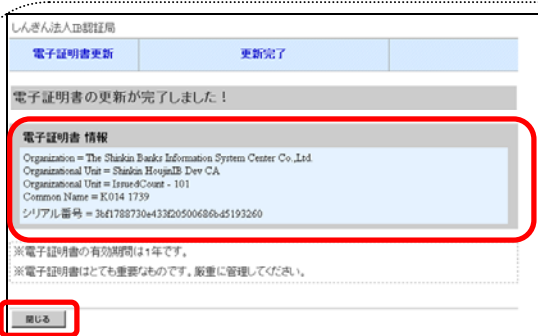 しんきん法人IB認証局
電子証明書更新
更新完了
電子証明書の更新が完了しました！
電子証明書 情報
Organization = The Shinkin Banks Information System Center Co.,Ltd.
Organizational Unit = Shinkin HoujinIB Dev CA
Organizational Unit = IssuedCount - 101
Common Name = K014 1739
シリアル番号 = 3bf1788730e433f20500686bd5193260
※電子証明書の有効期間は1年です。
※電子証明書はとても重要なものです。厳重に管理してください。
閉じる